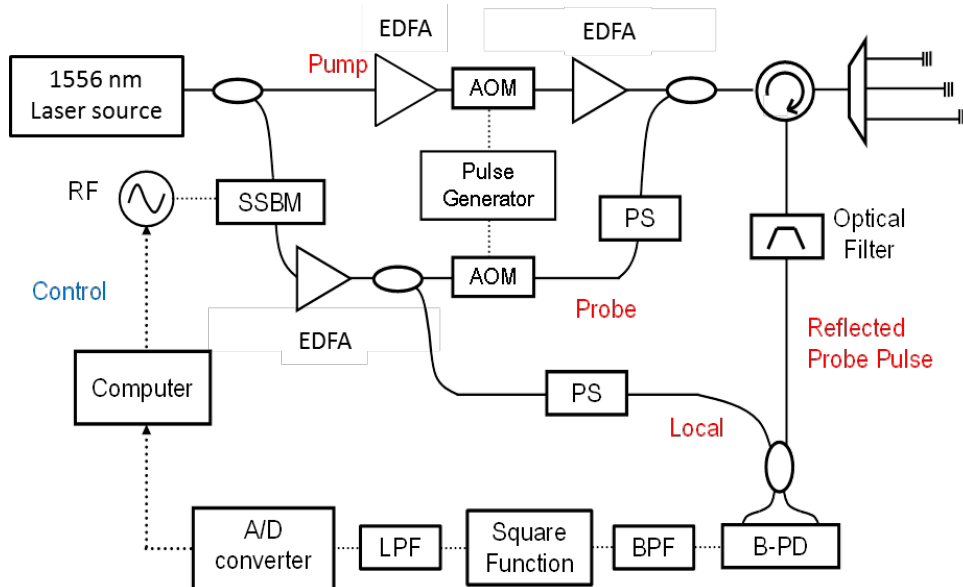 EDFA
EDFA
1556 nm
Laser source
Pump
AOM
Pulse
Generator
RF
SSBM
PS
Optical
Filter
AOM
Control
Probe
EDFA
Reflected
Probe Pulse
Computer
PS
Local
A/D
converter
LPF
Square
Function
BPF
B-PD